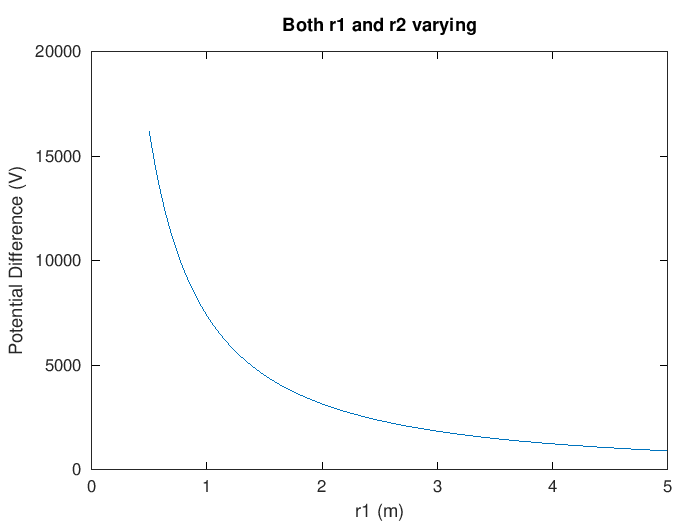 Both r1 and r2 varying
20000
15000
10000
5000
0
Potential Difference (V)
0 1 2 3 4 5
r1 (m)